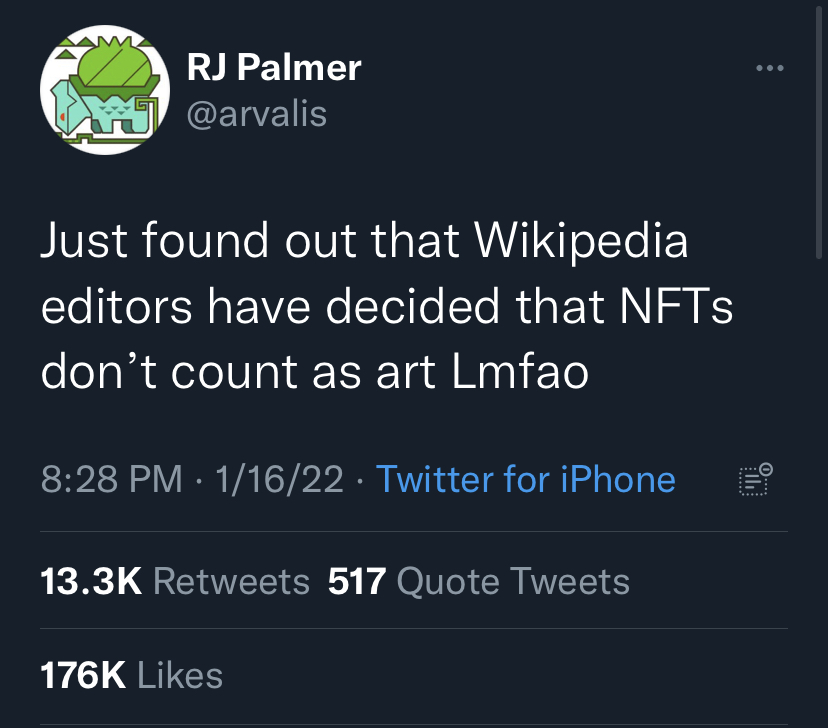 RJ Palmer
@arvalis
Just found out that Wikipedia
editors have decided that NFTs
don’t count as art Lmfao
8:28 PM · 1/16/22 · Twitter for iPhone
13.3K Retweets 517 Quote Tweets
176K Likes